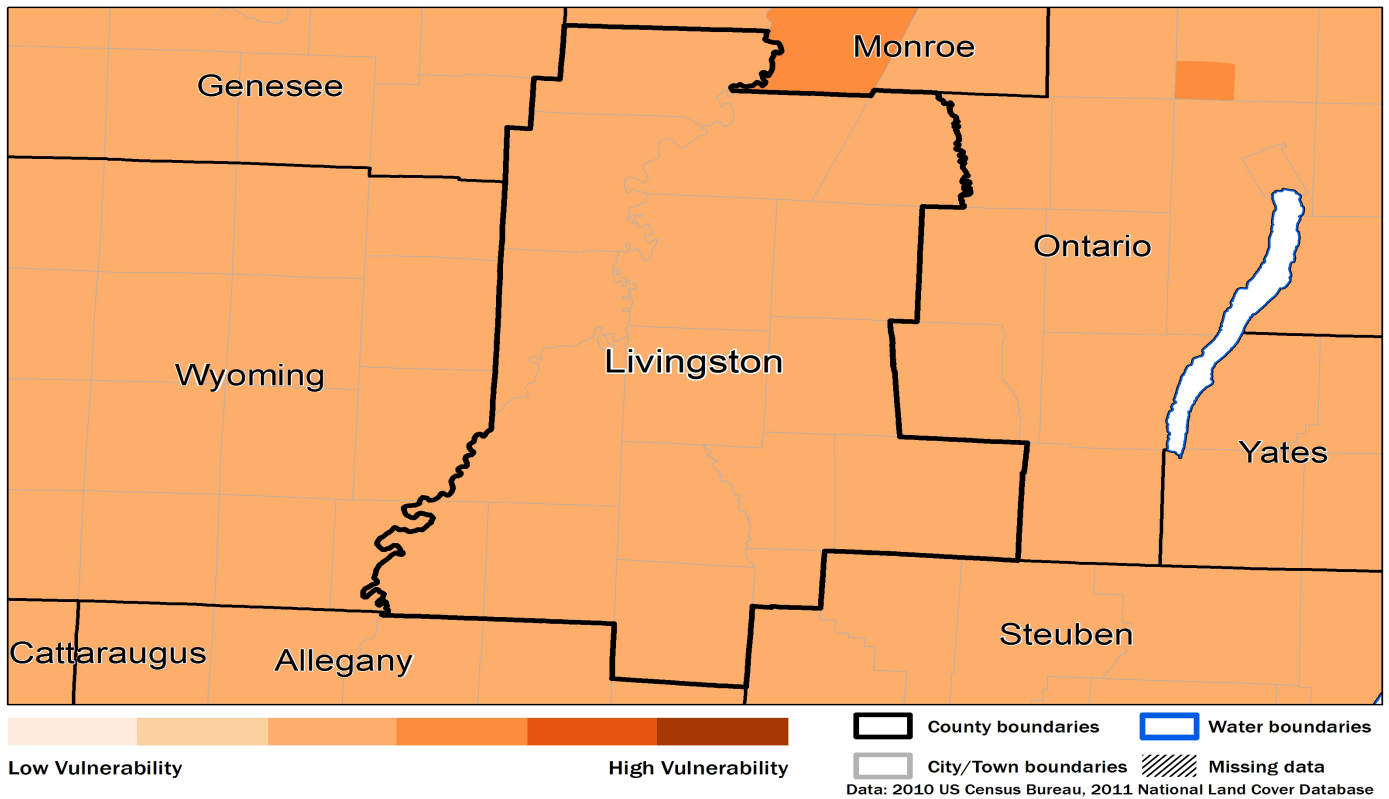 Monroe
Genesee
Ontario
Livingston
Wyoming
Yates
Steuben
Cattaraugus
Allegany
County boundaries
Water boundaries
Low Vulnerability
High Vulnerability
City/Town boundaries
Missing data
Data: 2010 US Census Bureau, 2011 National Land Cover Database